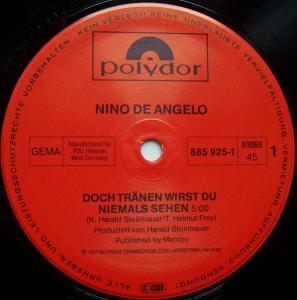 polydor
NINO DE ANGELO
GEMA
Manufactured by
PDO, Hanover,
West Germany
885 925-1
STEREO
45
1
DOCH TRÄNEN WIRST DU
NIEMALS SEHEN 5:00
(K. Harald Steinhauer/T. Helmut Frey)
Produziert von Harald Steinhauer
Published by Mambo
ALLE URHEBER- UND LEISTUNGSSCHUTZRECHTE VORBEHALTEN. KEIN VERLEIH! KEINE UNERLAUBTE VERVIELFÄLTIGUNG, VERMIETUNG, AUFFÜHRUNG, SENDUNG!